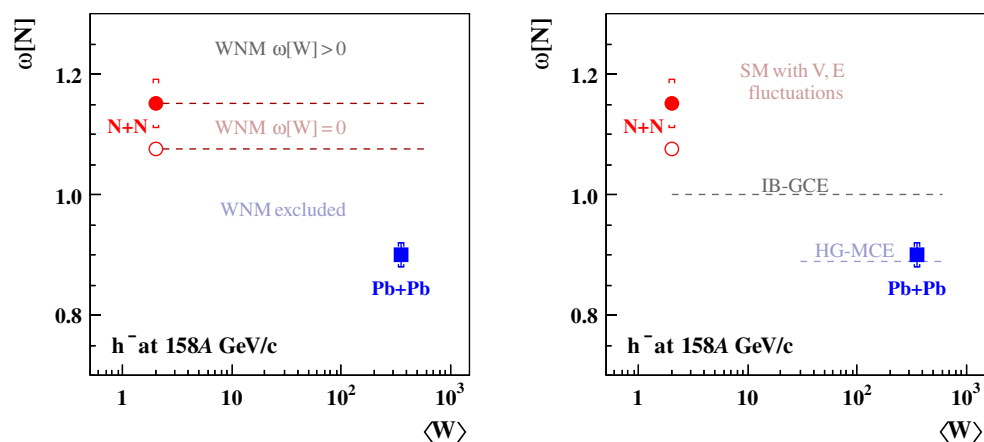 ω[N]
1.2
1.0
0.8
WNM ω[W] > 0
N+N
WNM ω[W] = 0
WNM excluded
Pb+Pb
h⁻ at 158A GeV/c
1
10
10²
10³
⟨W⟩
ω[N]
1.2
1.0
0.8
SM with V, E
fluctuations
N+N
IB-GCE
HG-MCE
Pb+Pb
h⁻ at 158A GeV/c
1
10
10²
10³
⟨W⟩